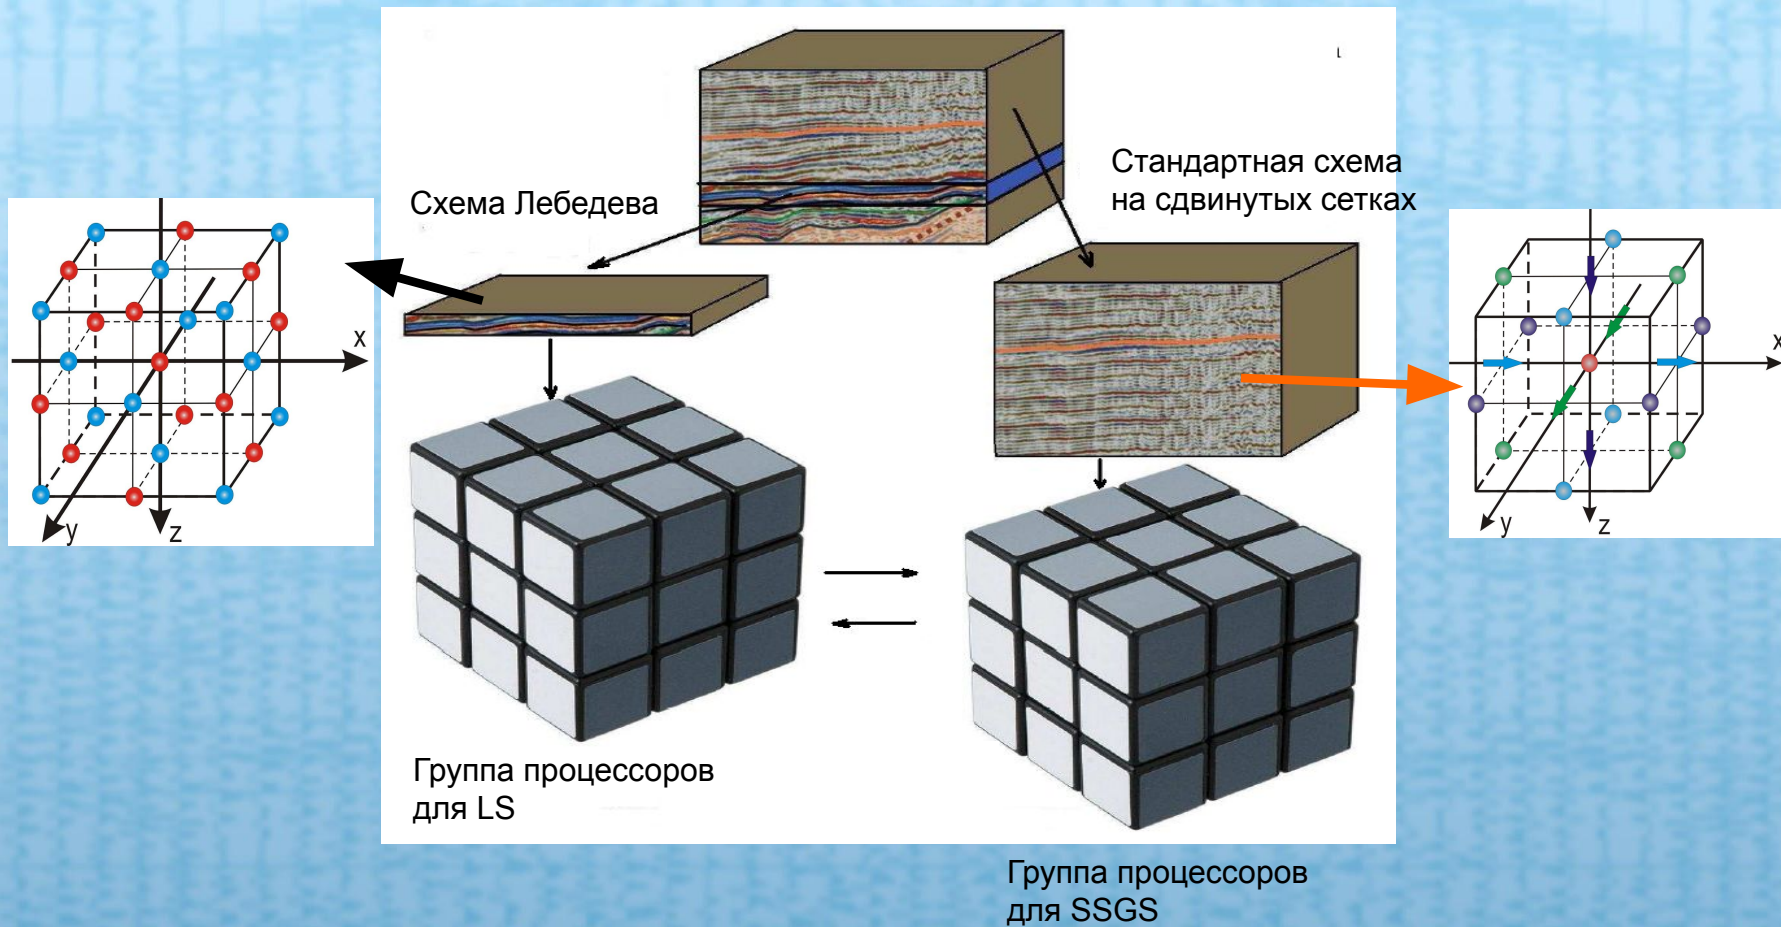 Схема Лебедева
Стандартная схема
на сдвинутых сетках
x
y
z
x
y
z
Группа процессоров
для LS
Группа процессоров
для SSGS